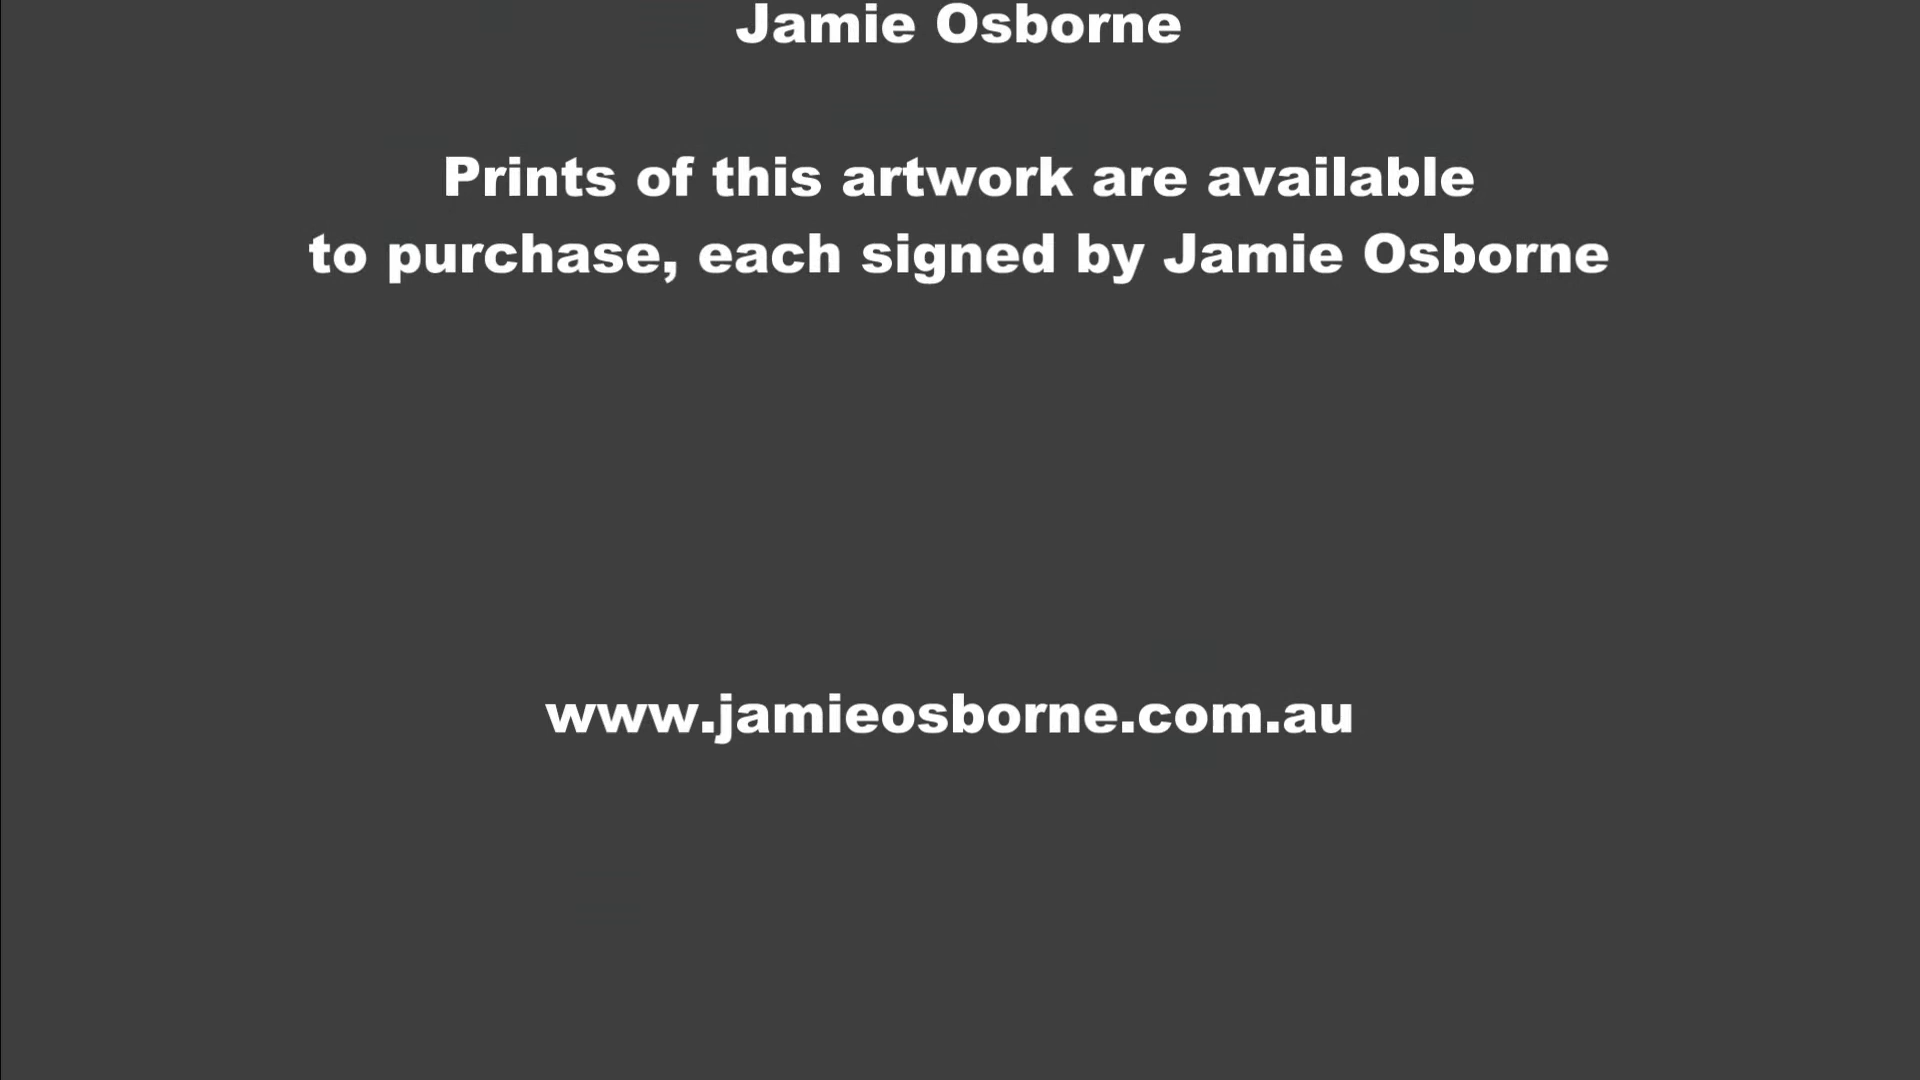 Jamie Osborne
Prints of this artwork are available
to purchase, each signed by Jamie Osborne
www.jamieosborne.com.au